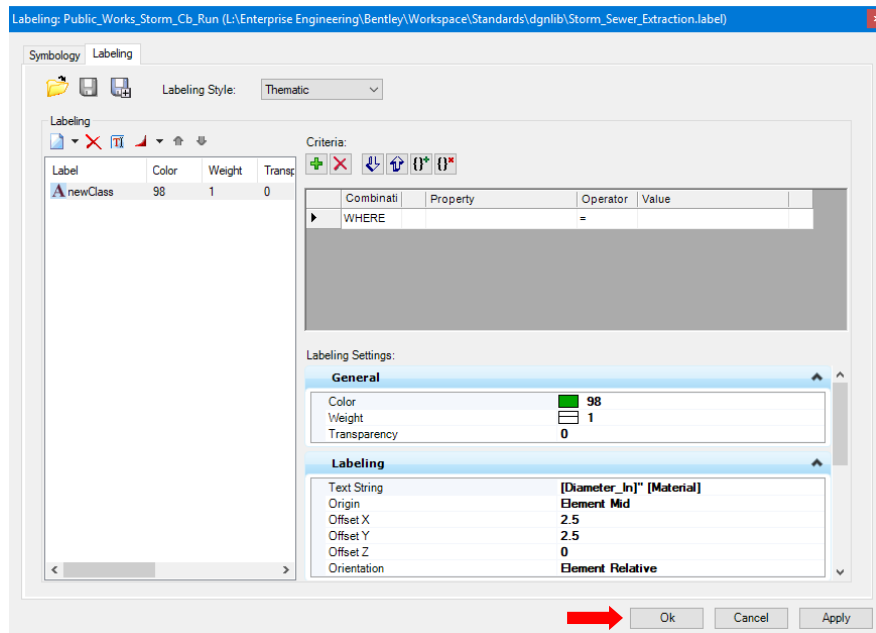 Labeling: Public_Works_Storm_Cb_Run (L:\Enterprise Engineering\Bentley\Workspace\Standards\dgnlib\Storm_Sewer_Extraction.label)
Symbology Labeling
Labeling Style: Thematic
Labeling
Criteria:
Label Color Weight Transp
A newClass 98 1 0
Combinati Property Operator Value
WHERE =
Labeling Settings:
General
Color 98
Weight 1
Transparency 0
Labeling
Text String [Diameter_In]" [Material]
Origin Element Mid
Offset X 2.5
Offset Y 2.5
Offset Z 0
Orientation Element Relative
Ok Cancel Apply